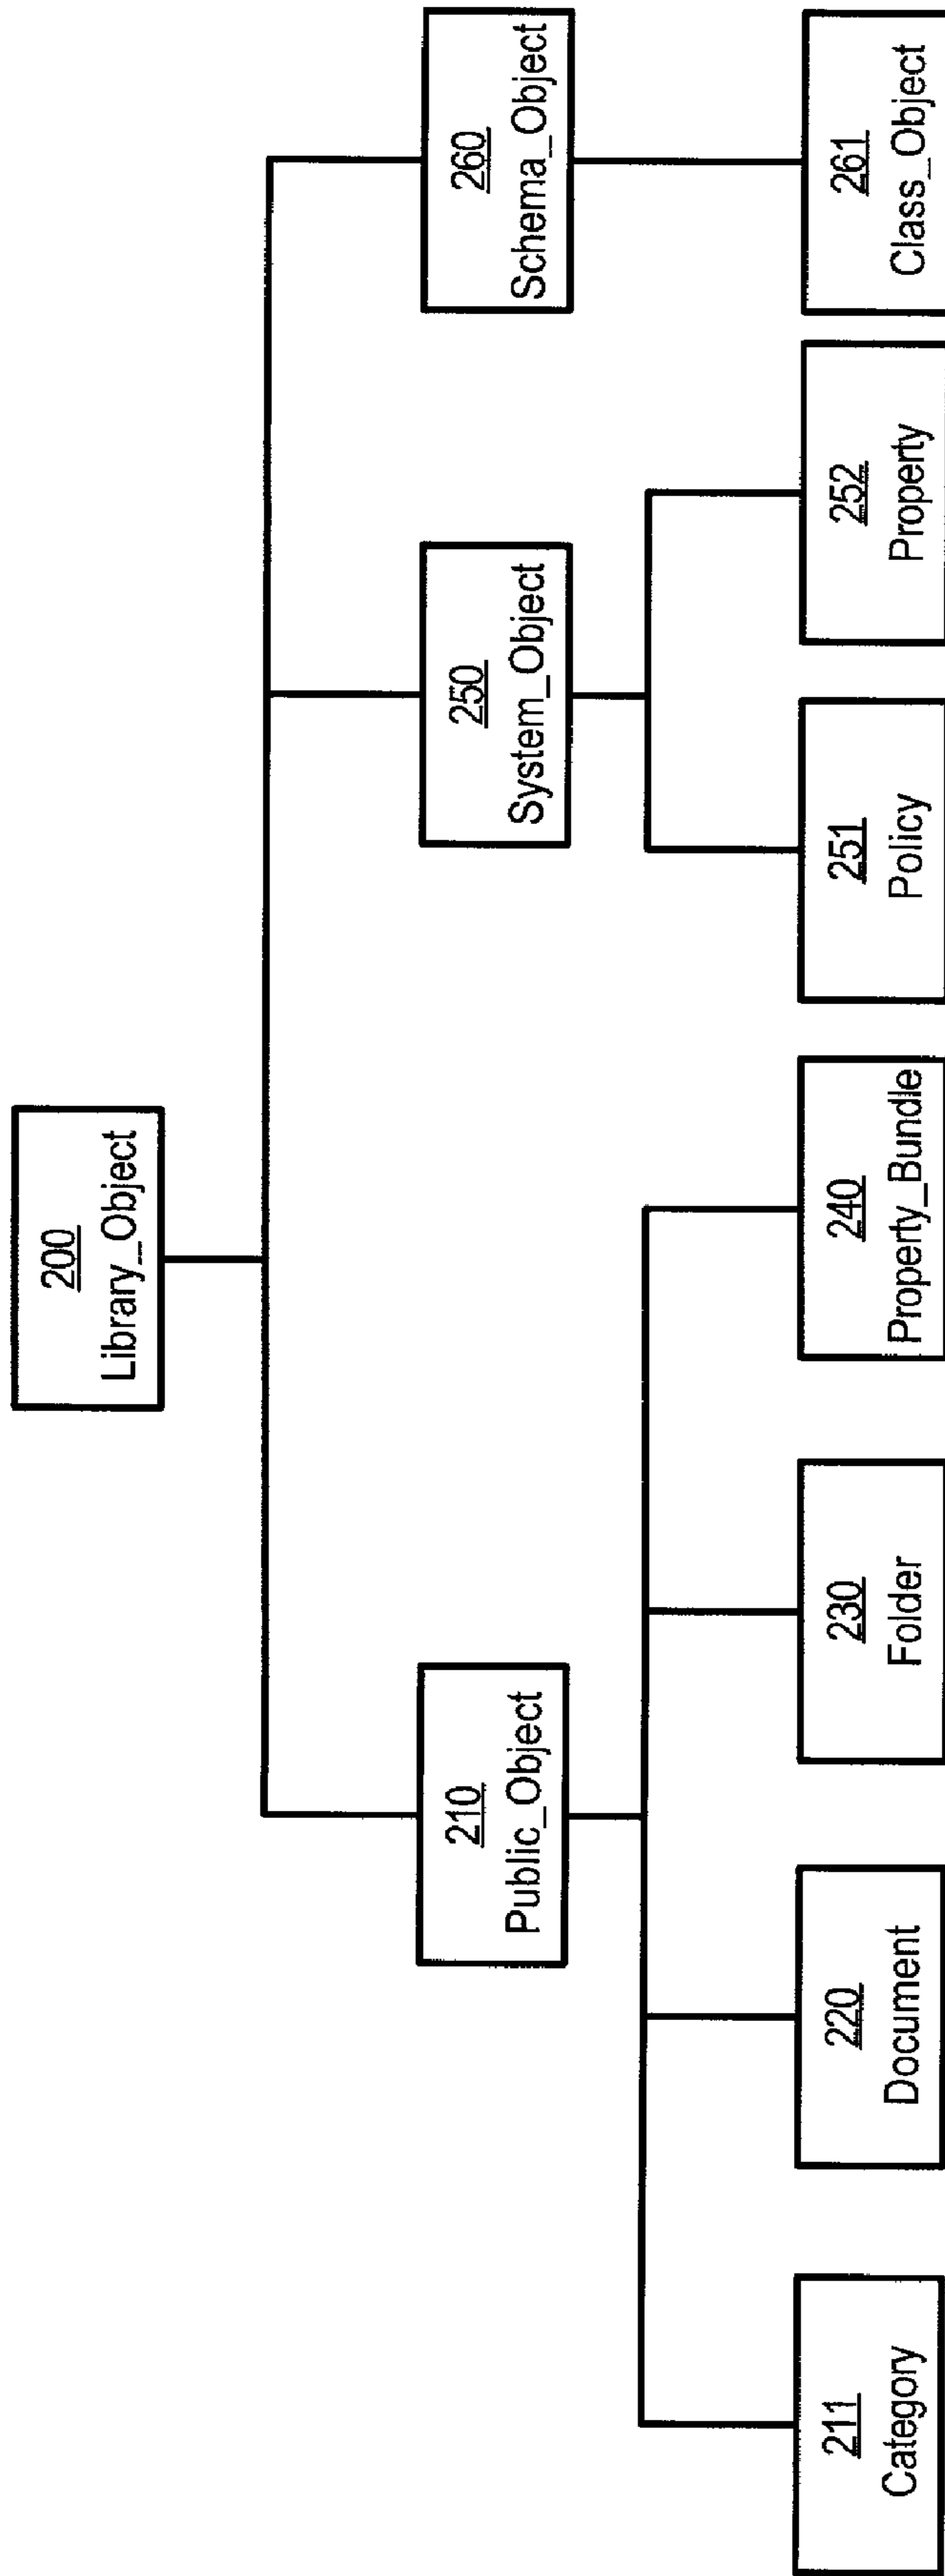 200
Library_Object
210
Public_Object
250
System_Object
260
Schema_Object
211
Category
220
Document
230
Folder
240
Property_Bundle
251
Policy
252
Property
261
Class_Object